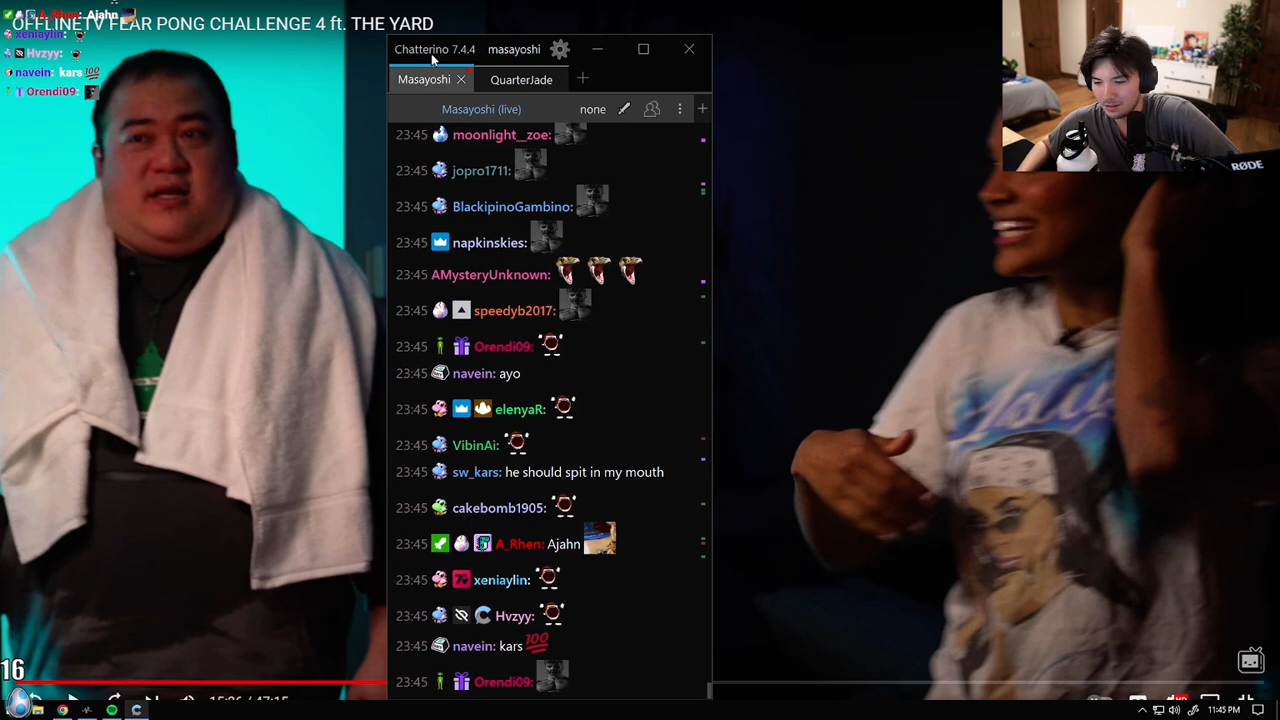 OFFLINETV FEAR PONG CHALLENGE 4 ft. THE YARD
A_Rhen: Ajahn
xeniaylin:
Hvzyy:
navein: kars 💯
Orendi09:
Chatterino 7.4.4 masayoshi
Masayoshi QuarterJade
Masayoshi (live) none
23:45 moonlight__zoe:
23:45 jopro1711:
23:45 BlackipinoGambino:
23:45 napkinskies:
AMysteryUnknown:
23:45 speedyb2017:
23:45 Orendi09:
23:45 navein: ayo
23:45 elenyaR:
23:45 VibinAi:
23:45 sw_kars: he should spit in my mouth
23:45 cakebomb1905:
23:45 A_Rhen: Ajahn
23:45 xeniaylin:
23:45 Hvzyy:
23:45 navein: kars 💯
23:45 Orendi09:
RØDE
16
11:45 PM